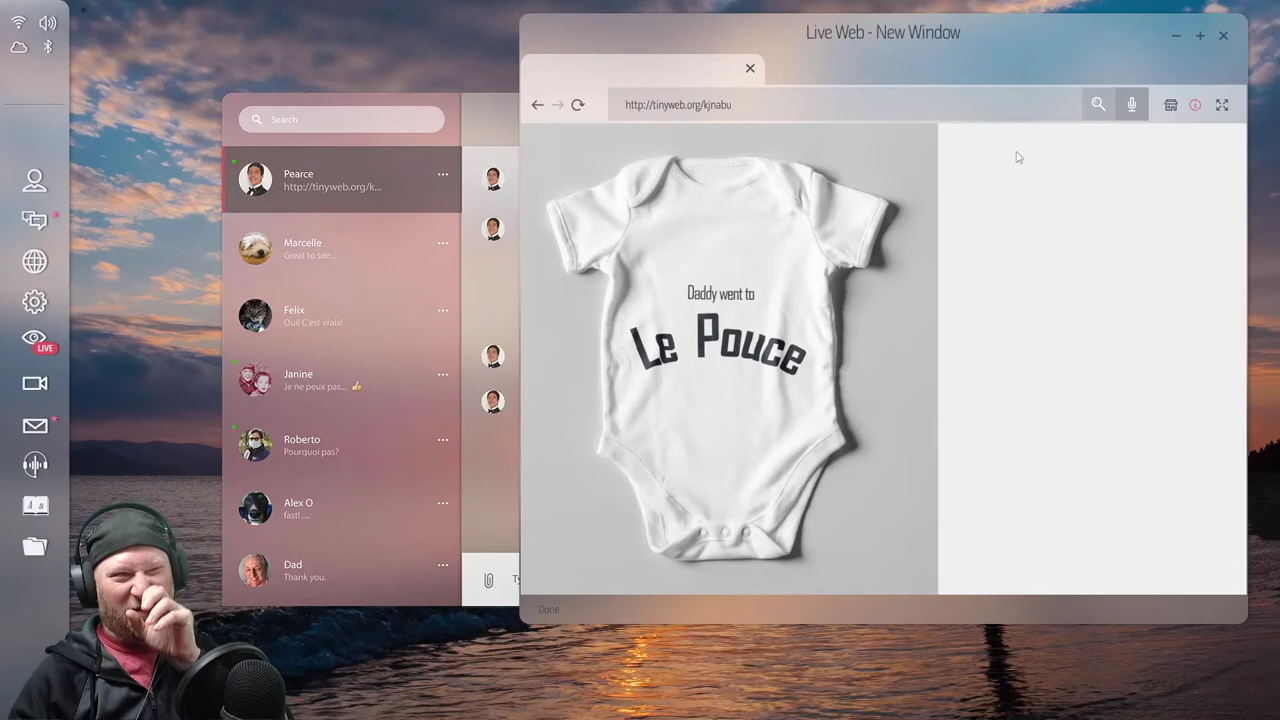 Live Web - New Window
http://tinyweb.org/kjnabu
Search
Pearce
http://tinyweb.org/k...
Marcelle
Great to see...
Felix
Oui! C'est vrais!
Janine
Je ne peux pas... 👍
Roberto
Pourquoi pas?
Alex O
fast! ....
Dad
Thank you.
LIVE
A a
Daddy went to
Le Pouce
Done